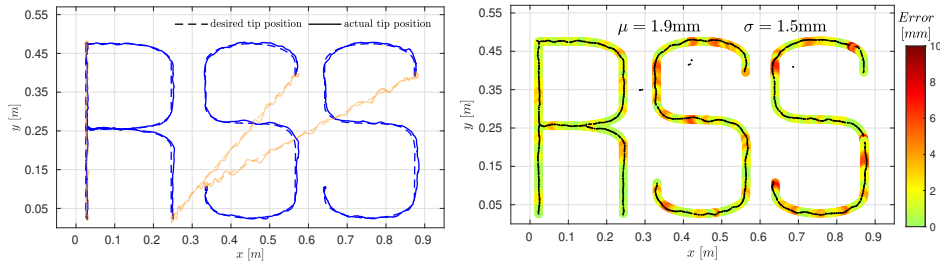 desired tip position actual tip position
0.45
0.35
0.25
0.15
0.05
y [m]
0 0.1 0.2 0.3 0.4 0.5 0.6 0.7 0.8 0.9
x [m]
RSS
μ = 1.9mm σ = 1.5mm
0.45
0.35
0.25
0.15
0.05
y [m]
0 0.1 0.2 0.3 0.4 0.5 0.6 0.7 0.8 0.9
x [m]
RSS
Error
[mm]
10
8
6
4
2
0